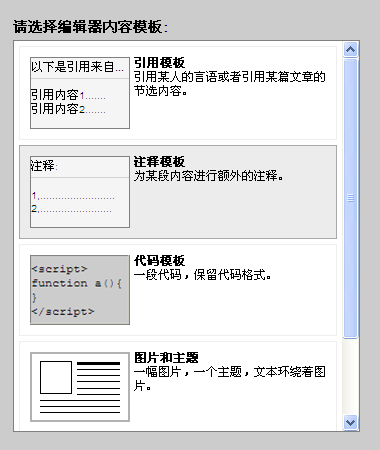 请选择编辑器内容模板:
以下是引用来自...
引用内容1.......
引用内容2.......
引用模板
引用某人的言语或者引用某篇文章的
节选内容。
注释:
1...........................
2..........................
注释模板
为某段内容进行额外的注释。
<script>
function a(){
}
</script>
代码模板
一段代码，保留代码格式。
图片和主题
一幅图片，一个主题，文本环绕着图
片。